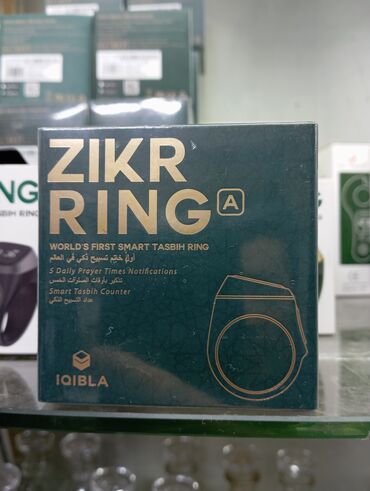 ZIKR
RING A
WORLD'S FIRST SMART TASBIH RING
أول خاتم تسبيح ذكي في العالم
5 Daily Prayer Times Notifications
تذكير بأوقات الصلوات الخمس
Smart Tasbih Counter
عداد التسبيح الذكي
IQIBLA
NG